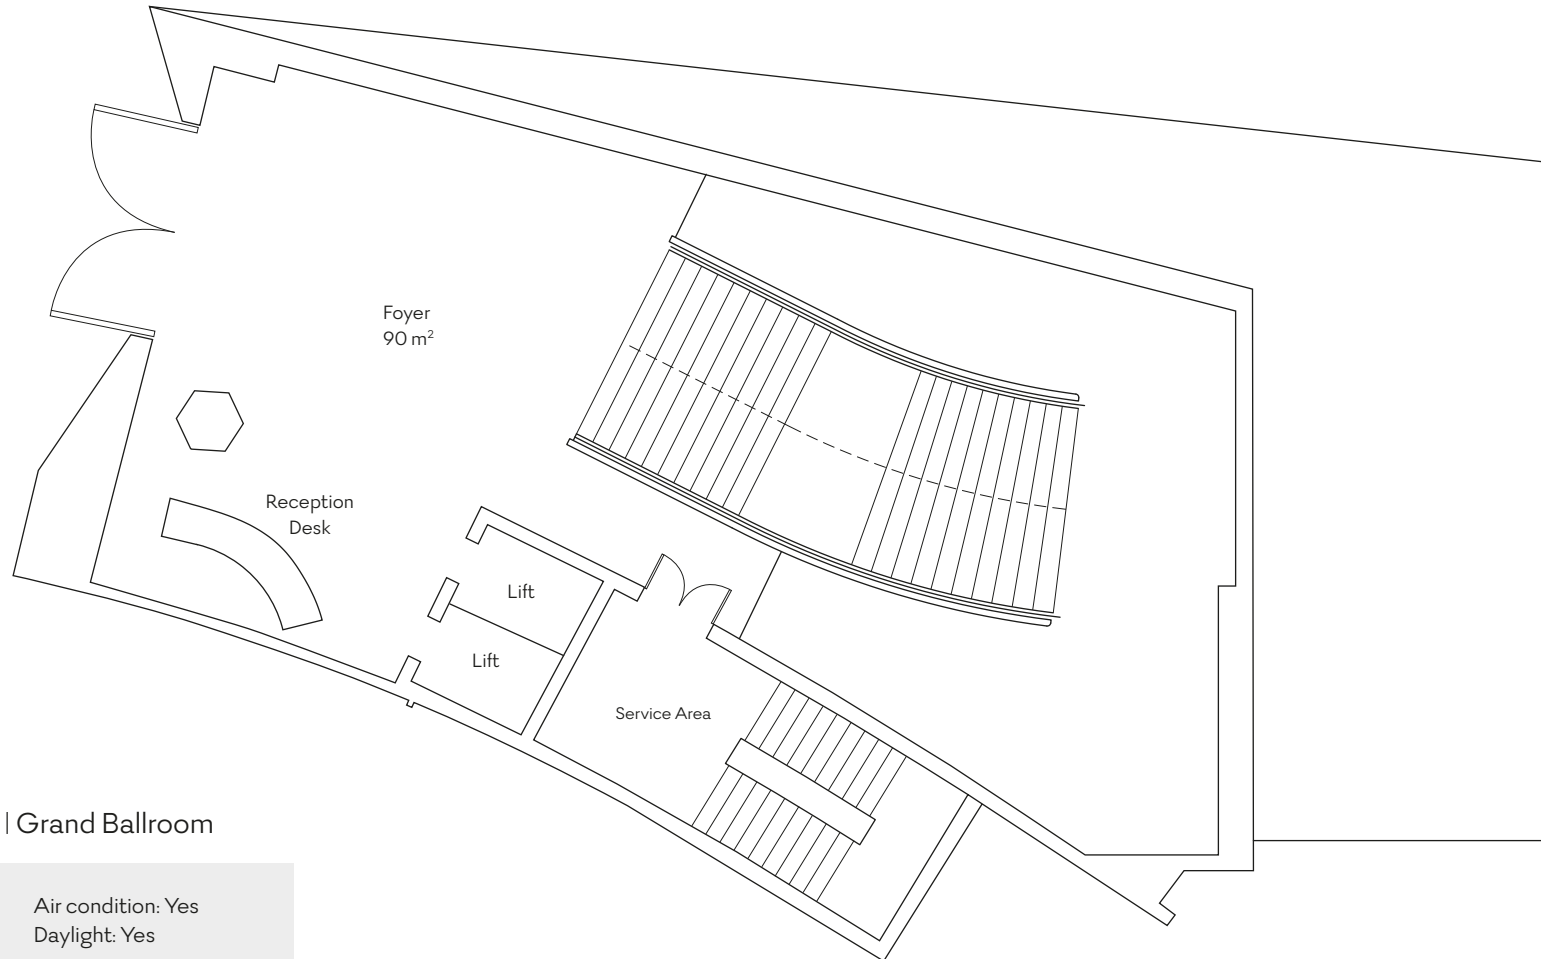 Foyer
90 m²
Reception
Desk
Lift
Lift
Service Area
| Grand Ballroom
Air condition: Yes
Daylight: Yes